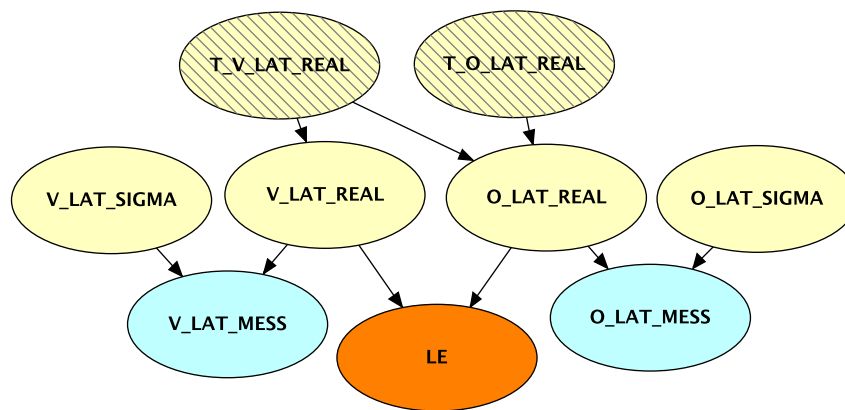 T_V_LAT_REAL
T_O_LAT_REAL
V_LAT_SIGMA
V_LAT_REAL
O_LAT_REAL
O_LAT_SIGMA
V_LAT_MESS
LE
O_LAT_MESS